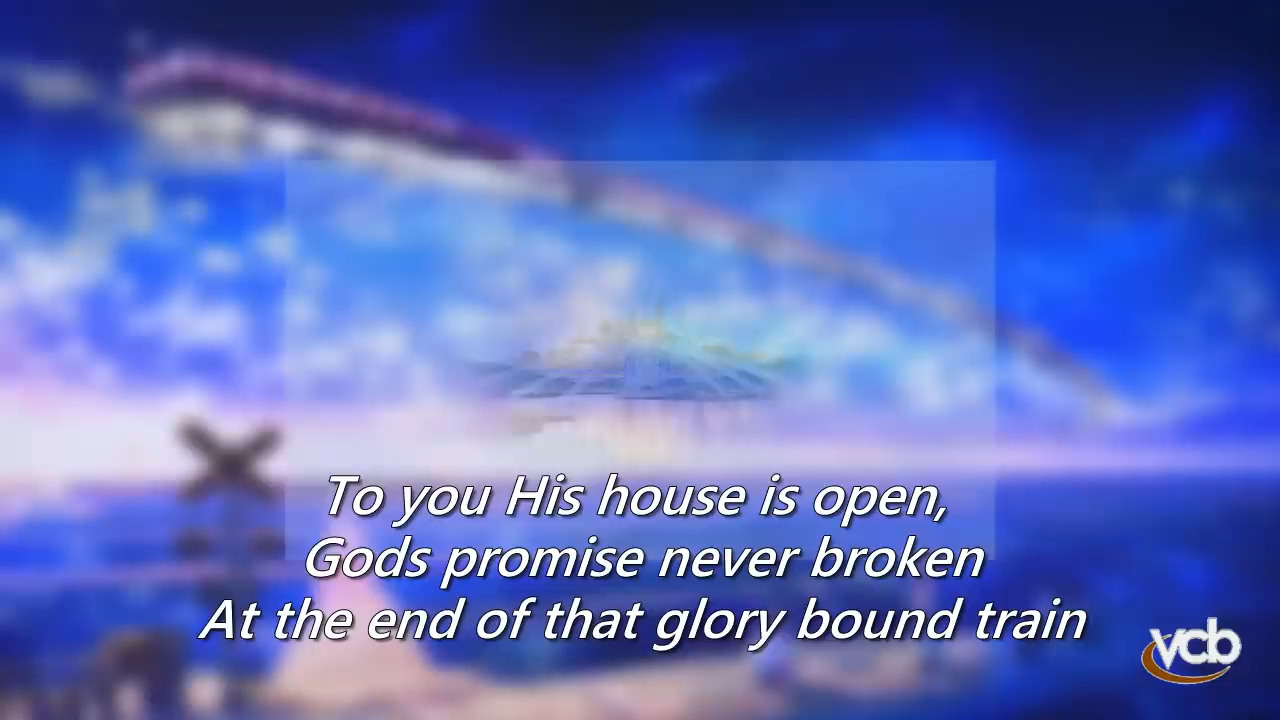 To you His house is open,
Gods promise never broken
At the end of that glory bound train
vcb